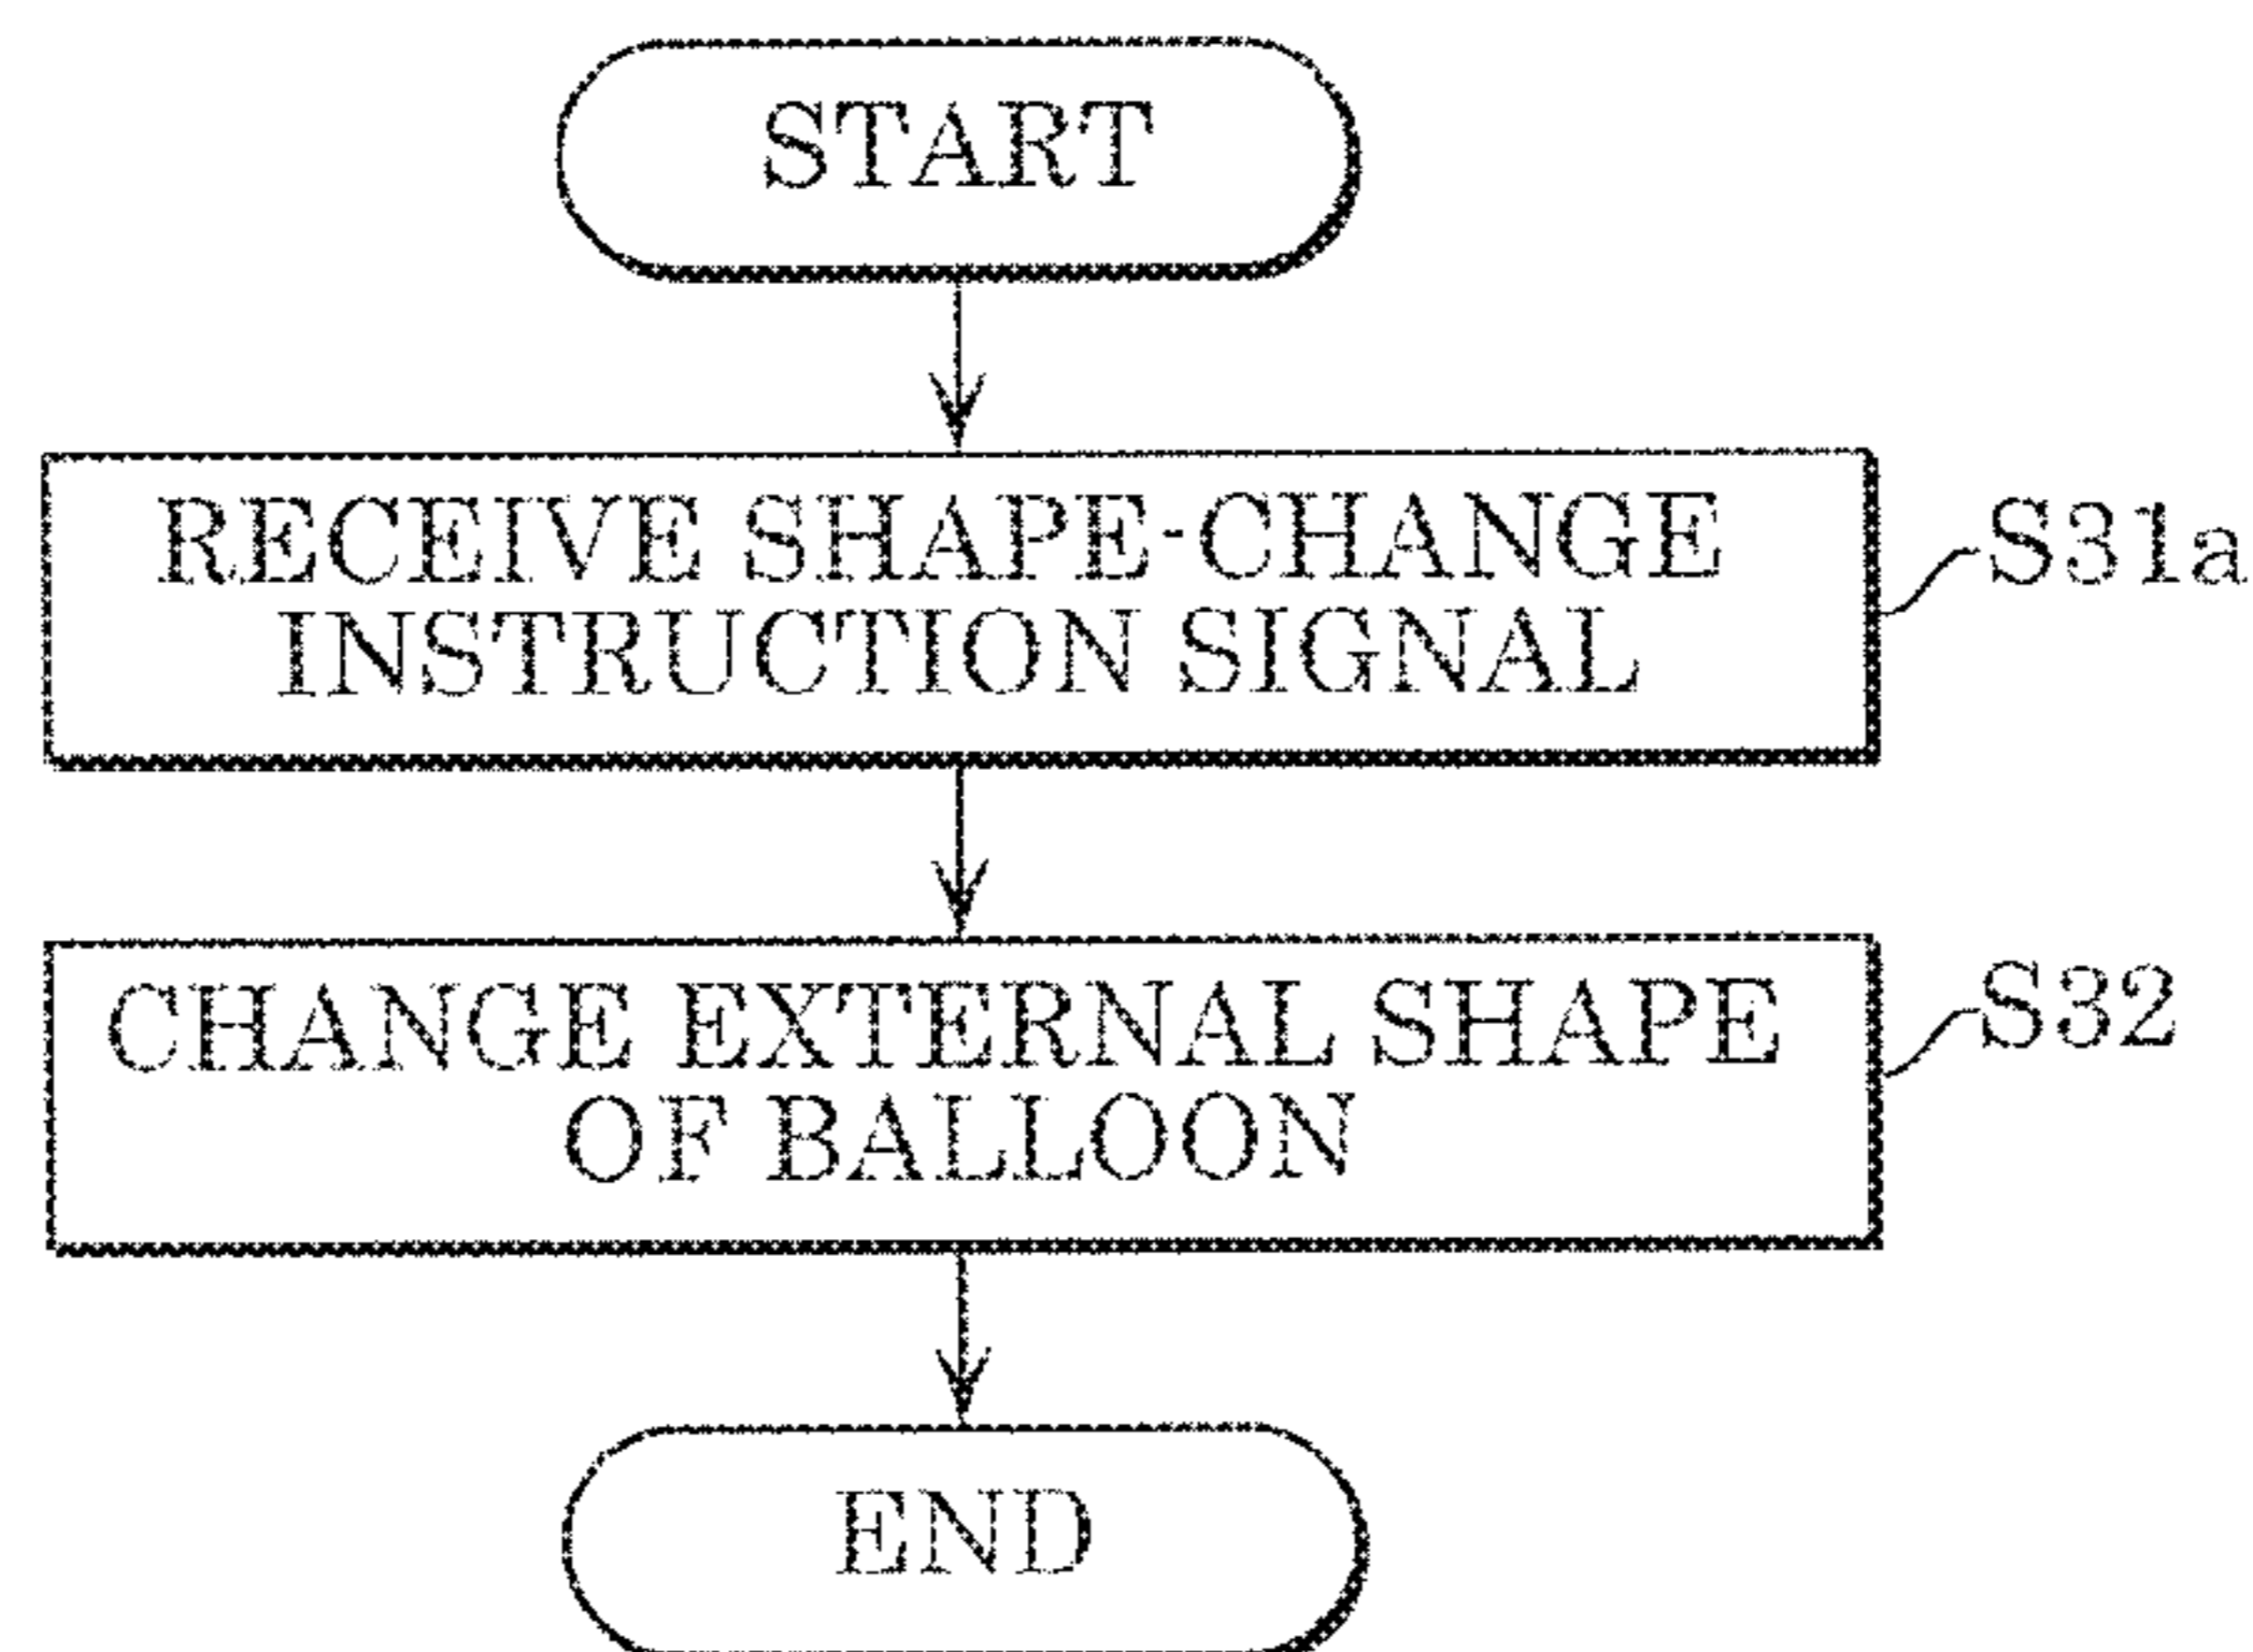 START
RECEIVE SHAPE-CHANGE
INSTRUCTION SIGNAL
S31a
CHANGE EXTERNAL SHAPE
OF BALLOON
S32
END